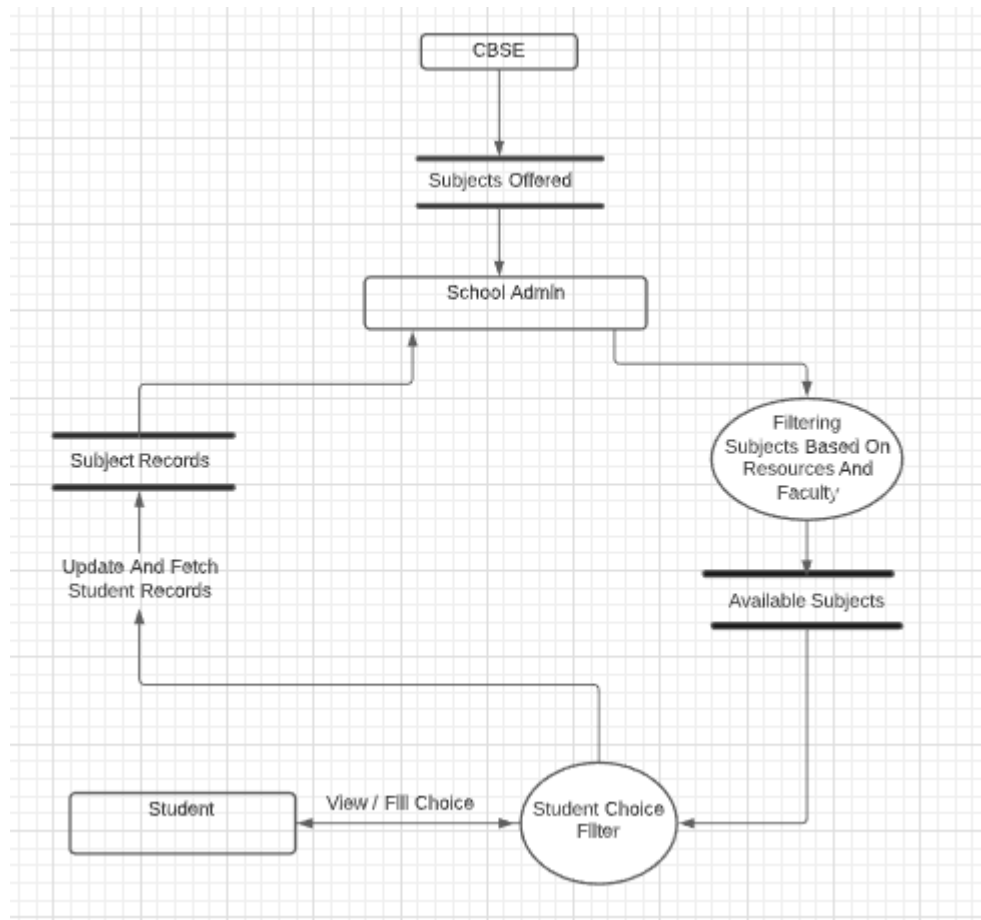 CBSE
Subjects Offered
School Admin
Filtering
Subjects Based On
Resources And
Faculty
Subject Records
Update And Fetch
Student Records
Available Subjects
Student
View / Fill Choice
Student Choice
Filter